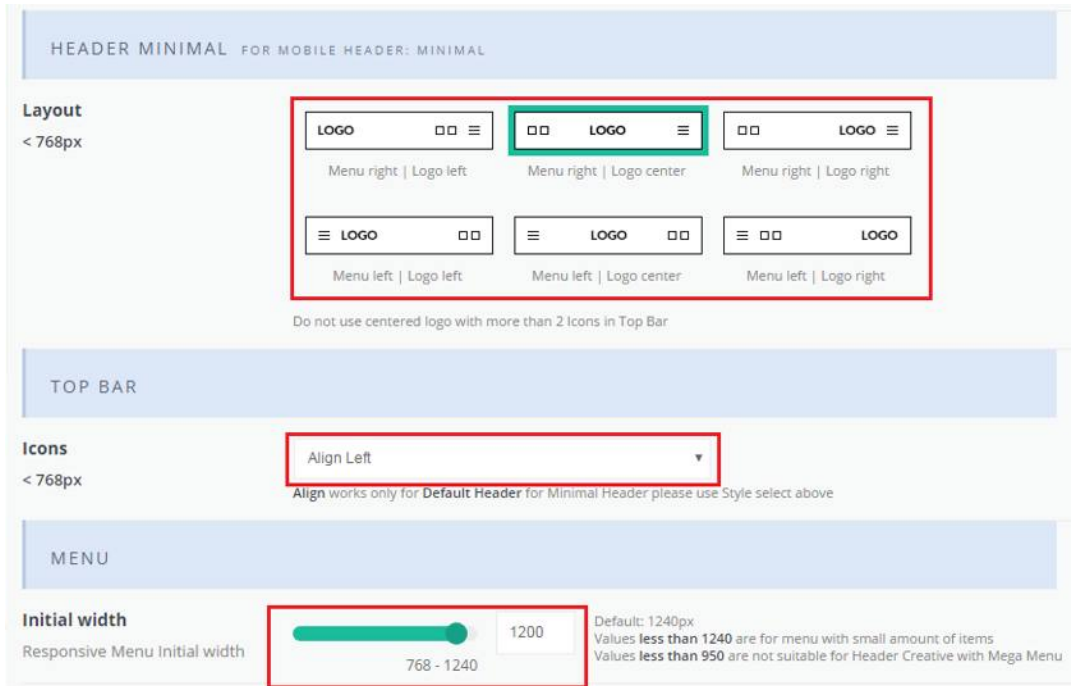 HEADER MINIMAL FOR MOBILE HEADER: MINIMAL
Layout
< 768px
LOGO
LOGO
LOGO
Menu right | Logo left
Menu right | Logo center
Menu right | Logo right
LOGO
LOGO
LOGO
Menu left | Logo left
Menu left | Logo center
Menu left | Logo right
Do not use centered logo with more than 2 Icons in Top Bar
TOP BAR
Icons
< 768px
Align Left
Align works only for Default Header for Minimal Header please use Style select above
MENU
Initial width
Responsive Menu Initial width
1200
768 - 1240
Default: 1240px
Values less than 1240 are for menu with small amount of items
Values less than 950 are not suitable for Header Creative with Mega Menu